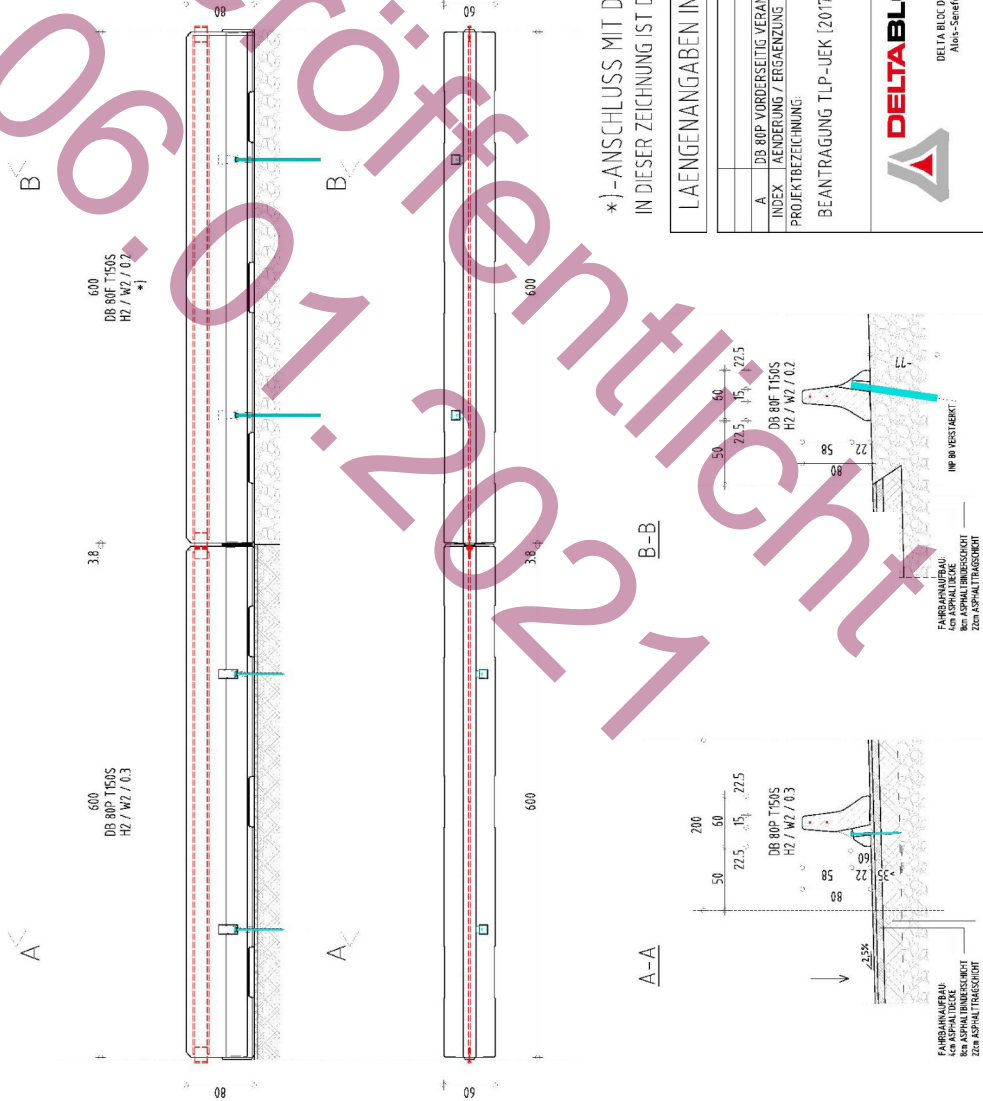 A
B
600
3.8
600
DB 80P T150S
H2 / W2 / 0.3
DB 80F T150S
H2 / W2 / 0.2
*)
80
80
A
B
60
60
600
3.8
600
*)-ANSCHLUSS MIT D
IN DIESER ZEICHNUNG IST D
LAENGENANGABEN IN
A
DB 80P VORDERSEITIG VERAN
INDEX
AENDERUNG / ERGAENZUNG
PROJEKTBEZEICHNUNG:
BEANTRAGUNG TLP-UEK [2017
DELTABL
DELTA BLOC D
Alois-Senef
A-A
200
50
60
22.5
15
22.5
DB 80P T150S
H2 / W2 / 0.3
80
58
22
60
2,5%
FAHRBAHNAUFBAU:
4cm ASPHALTDECKE
8cm ASPHALTBINDERSCHICHT
22cm ASPHALTTRAGSCHICHT
B-B
50
60
22.5
15
22.5
DB 80F T150S
H2 / W2 / 0.2
80
58
22
~77
INP 80 VERSTAERKT
FAHRBAHNAUFBAU:
4cm ASPHALTDECKE
8cm ASPHALTBINDERSCHICHT
22cm ASPHALTTRAGSCHICHT
röffentlicht
06.01.2021